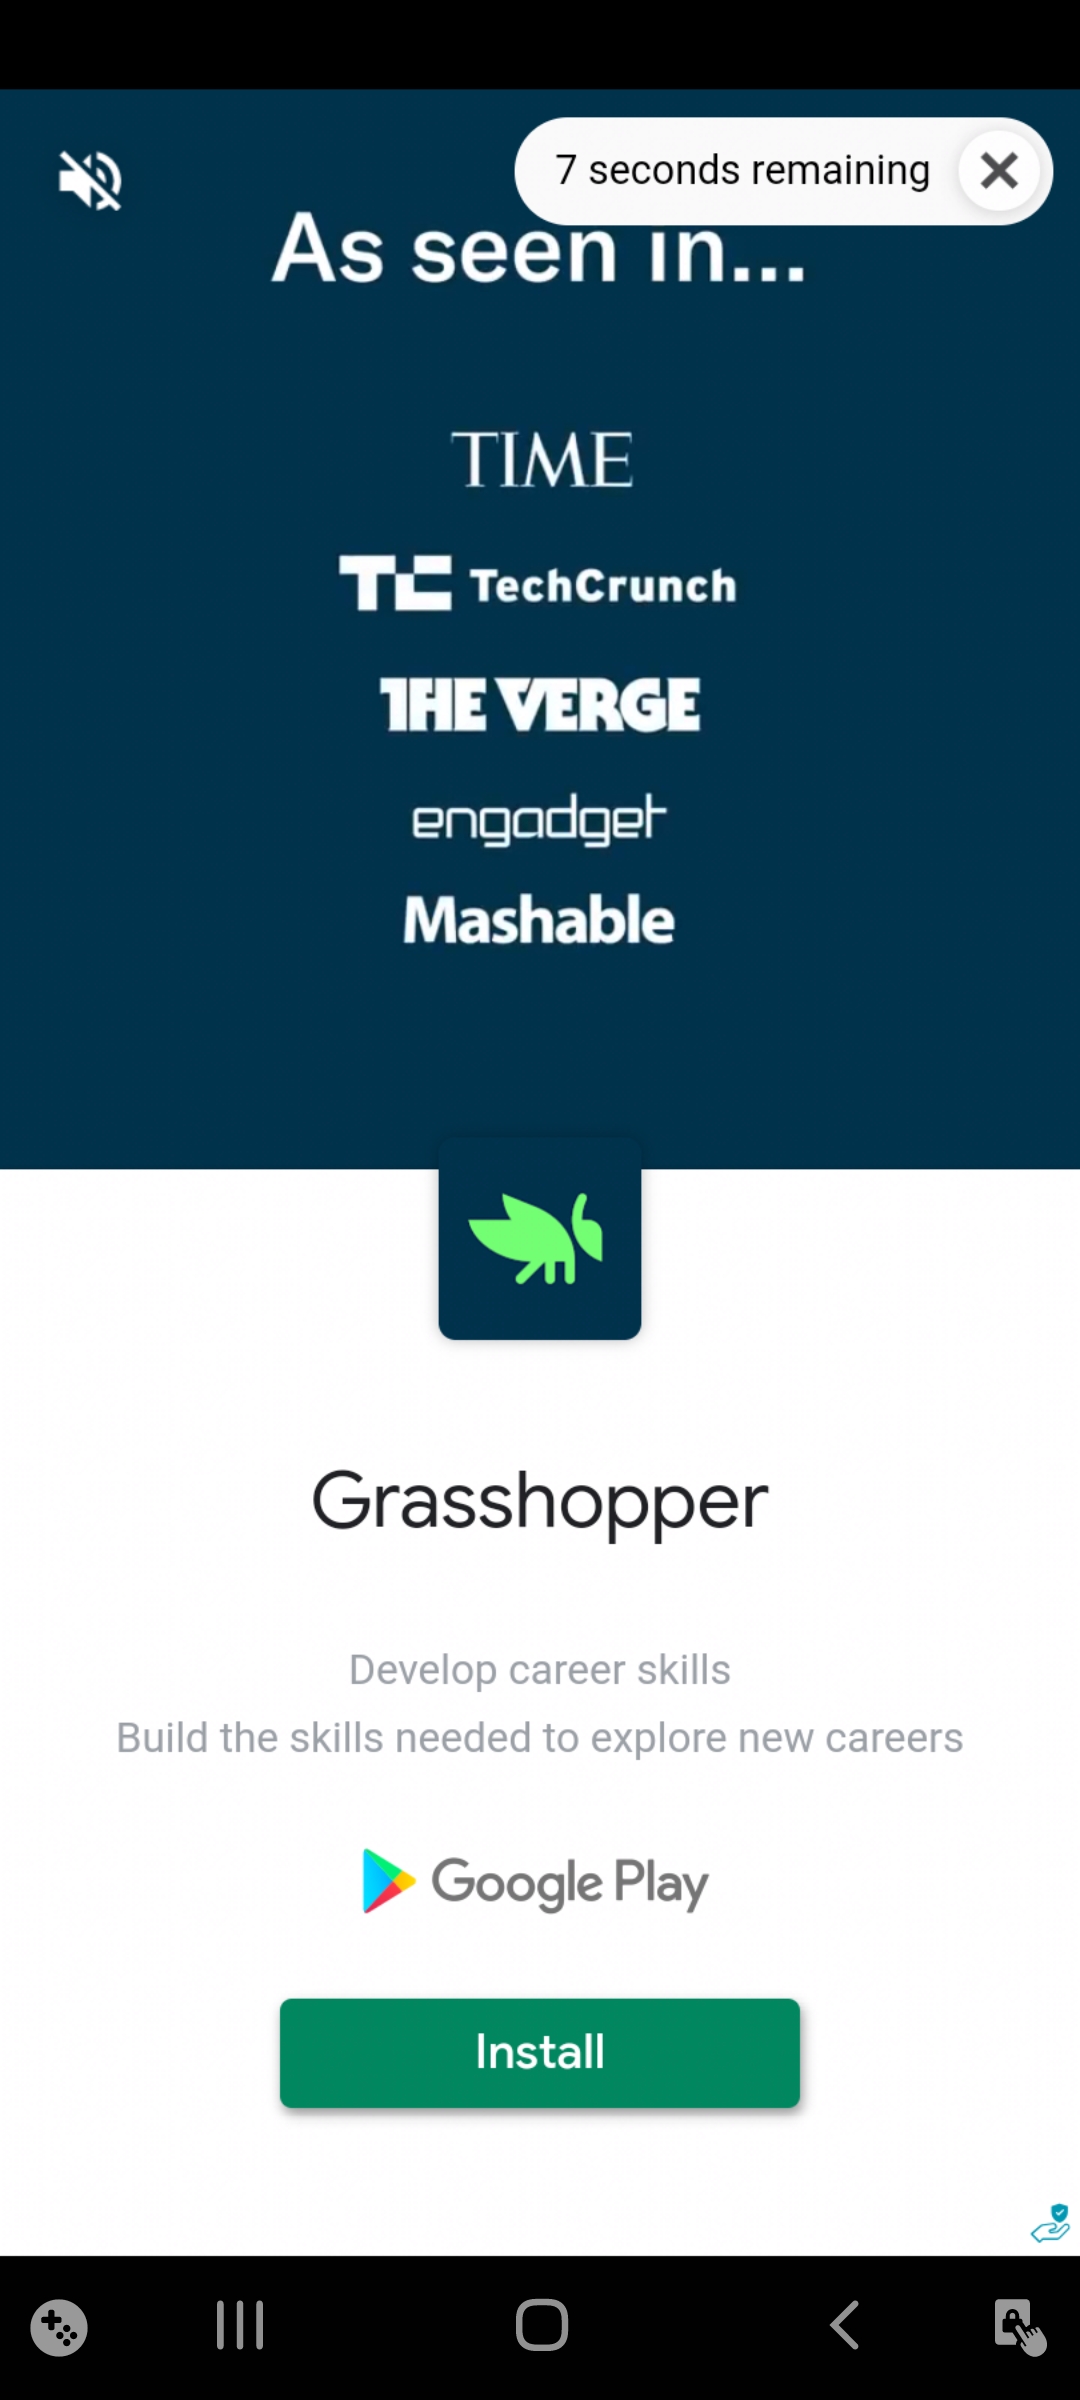 7 seconds remaining
As seen in...
TIME
TC TechCrunch
THE VERGE
engadget
Mashable
Grasshopper
Develop career skills
Build the skills needed to explore new careers
Google Play
Install